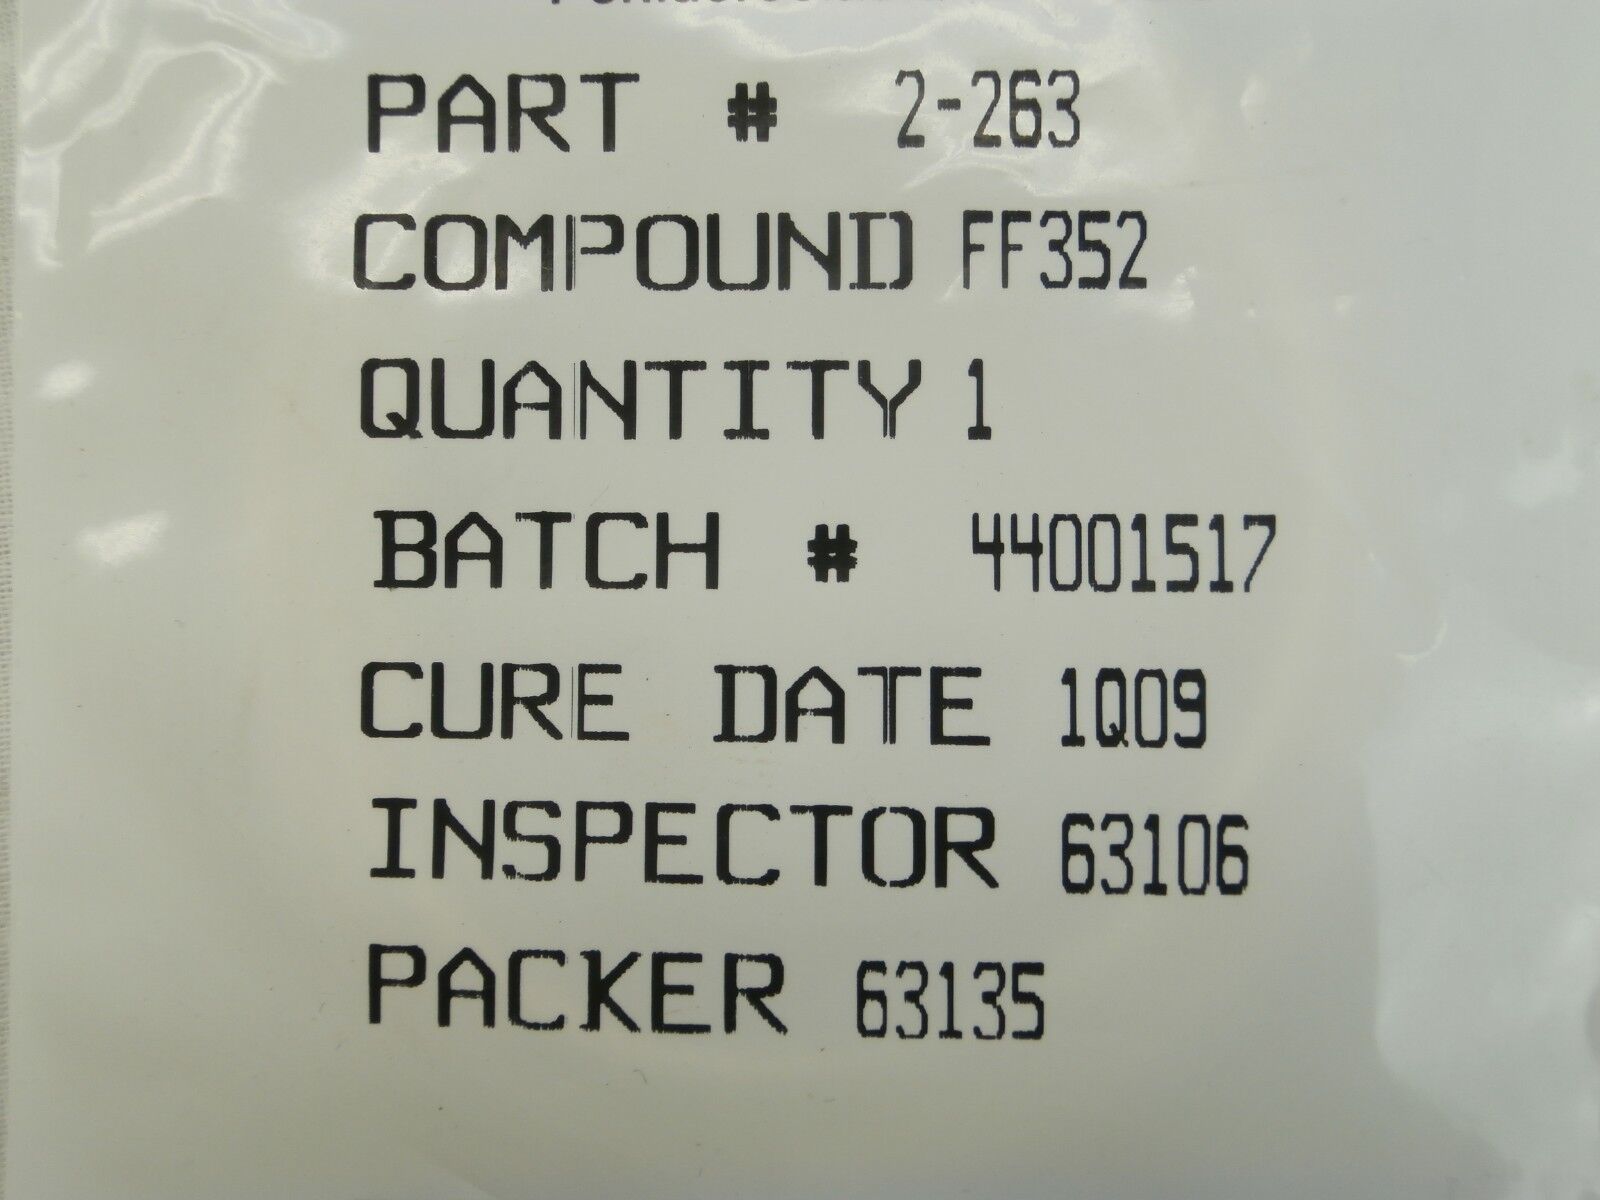 PART # 2-263
COMPOUND FF352
QUANTITY 1
BATCH # 44001517
CURE DATE 1Q09
INSPECTOR 63106
PACKER 63135